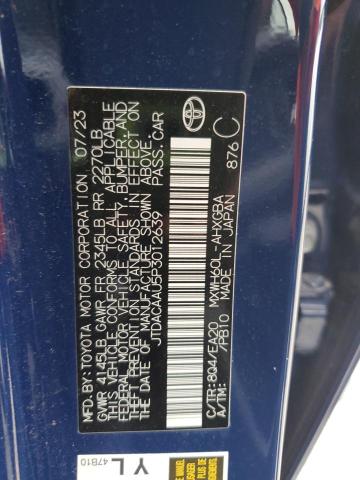 MFD.BY:TOYOTA MOTOR CORPORATION 07/23
GVWR 4145LB GAWR FR 2345LB RR 2270LB
THIS VEHICLE CONFORMS TO ALL APPLICABLE
FEDERAL MOTOR VEHICLE SAFETY, BUMPER, AND
THEFT PREVENTION STANDARDS IN EFFECT ON
THE DATE OF MANUFACTURE SHOWN ABOVE.
JTDACAAU5P3012639 PASS.CAR
C/TR:8Q4/EA20 MXWH60L-AHXGBA
A/TM: /PB10 MADE IN JAPAN
876 C
YL
47B10